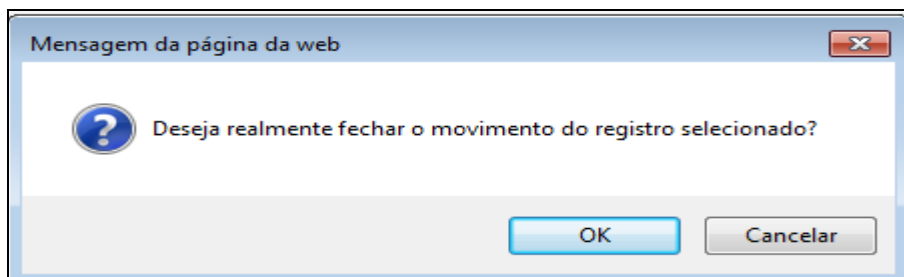 Mensagem da página da web
Deseja realmente fechar o movimento do registro selecionado?
OK
Cancelar